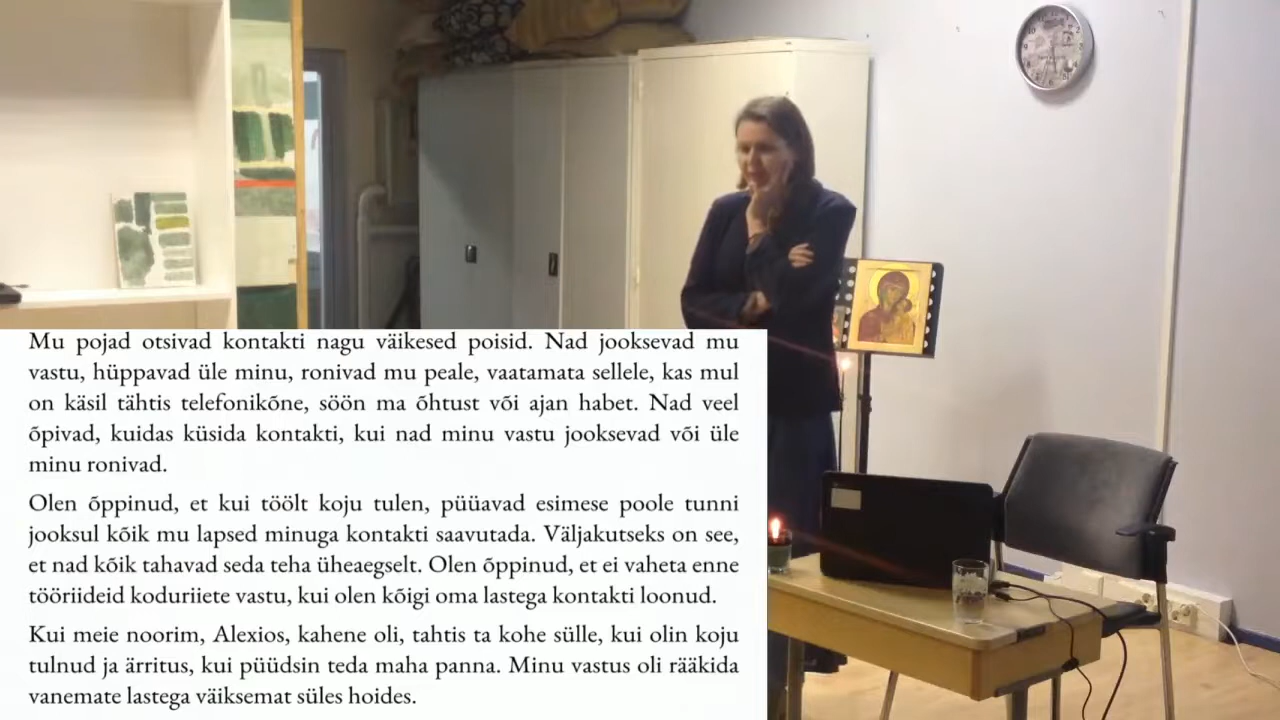 Mu pojad otsivad kontakti nagu väikesed poisid. Nad jooksevad mu
vastu, hüppavad üle minu, ronivad mu peale, vaatamata sellele, kas mul
on käsil tähtis telefonikõne, söön ma õhtust või ajan habet. Nad veel
õpivad, kuidas küsida kontakti, kui nad minu vastu jooksevad või üle
minu ronivad.
Olen õppinud, et kui töölt koju tulen, püüavad esimese poole tunni
jooksul kõik mu lapsed minuga kontakti saavutada. Väljakutseks on see,
et nad kõik tahavad seda teha üheaegselt. Olen õppinud, et ei vaheta enne
tööriideid koduriiete vastu, kui olen kõigi oma lastega kontakti loonud.
Kui meie noorim, Alexios, kahene oli, tahtis ta kohe sülle, kui olin koju
tulnud ja ärritus, kui püüdsin teda maha panna. Minu vastus oli rääkida
vanemate lastega väiksemat süles hoides.